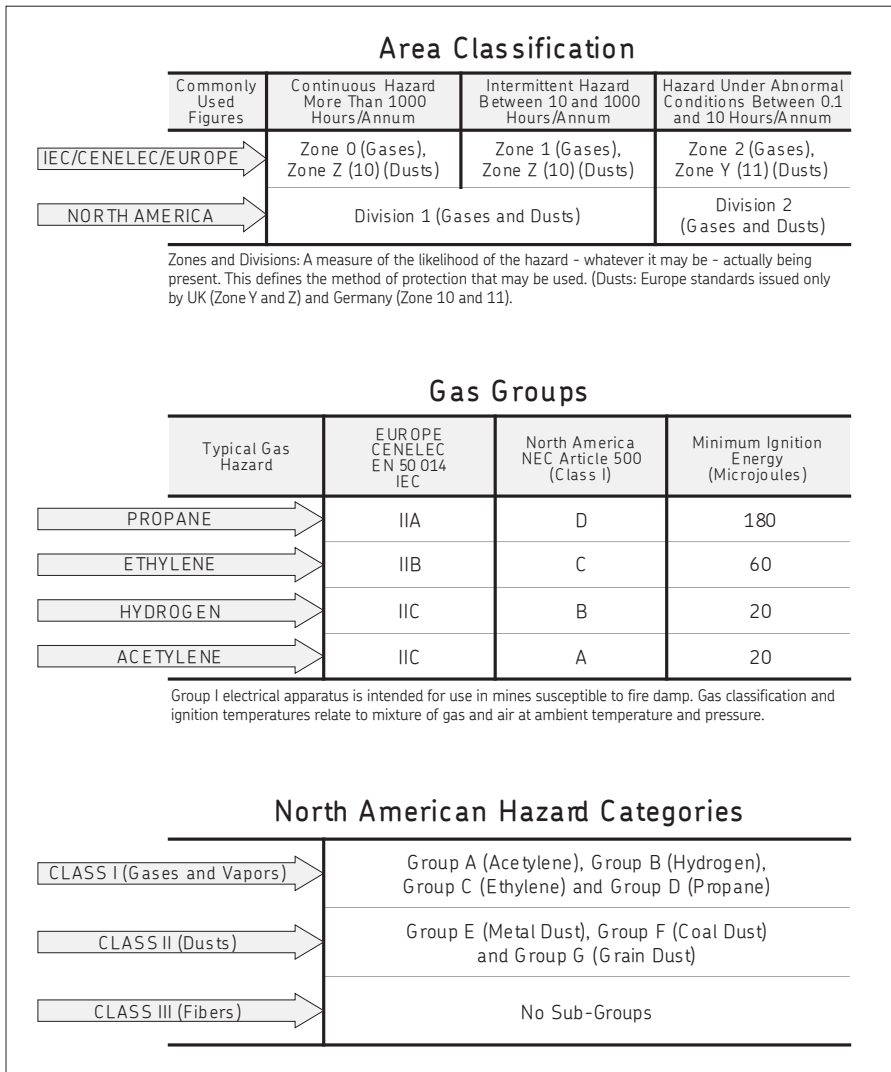 Area Classification
Commonly Used Figures
Continuous Hazard More Than 1000 Hours/Annum
Intermittent Hazard Between 10 and 1000 Hours/Annum
Hazard Under Abnormal Conditions Between 0.1 and 10 Hours/Annum
IEC/CENELEC/EUROPE
Zone 0 (Gases), Zone Z (10) (Dusts)
Zone 1 (Gases), Zone Z (10) (Dusts)
Zone 2 (Gases), Zone Y (11) (Dusts)
NORTH AMERICA
Division 1 (Gases and Dusts)
Division 2 (Gases and Dusts)
Zones and Divisions: A measure of the likelihood of the hazard - whatever it may be - actually being
present. This defines the method of protection that may be used. (Dusts: Europe standards issued only
by UK (Zone Y and Z) and Germany (Zone 10 and 11).
Gas Groups
Typical Gas Hazard
EUROPE CENELEC EN 50 014 IEC
North America NEC Article 500 (Class I)
Minimum Ignition Energy (Microjoules)
PROPANE IIA D 180
ETHYLENE IIB C 60
HYDROGEN IIC B 20
ACETYLENE IIC A 20
Group I electrical apparatus is intended for use in mines susceptible to fire damp. Gas classification and
ignition temperatures relate to mixture of gas and air at ambient temperature and pressure.
North American Hazard Categories
CLASS I (Gases and Vapors)
Group A (Acetylene), Group B (Hydrogen),
Group C (Ethylene) and Group D (Propane)
CLASS II (Dusts)
Group E (Metal Dust), Group F (Coal Dust)
and Group G (Grain Dust)
CLASS III (Fibers)
No Sub-Groups